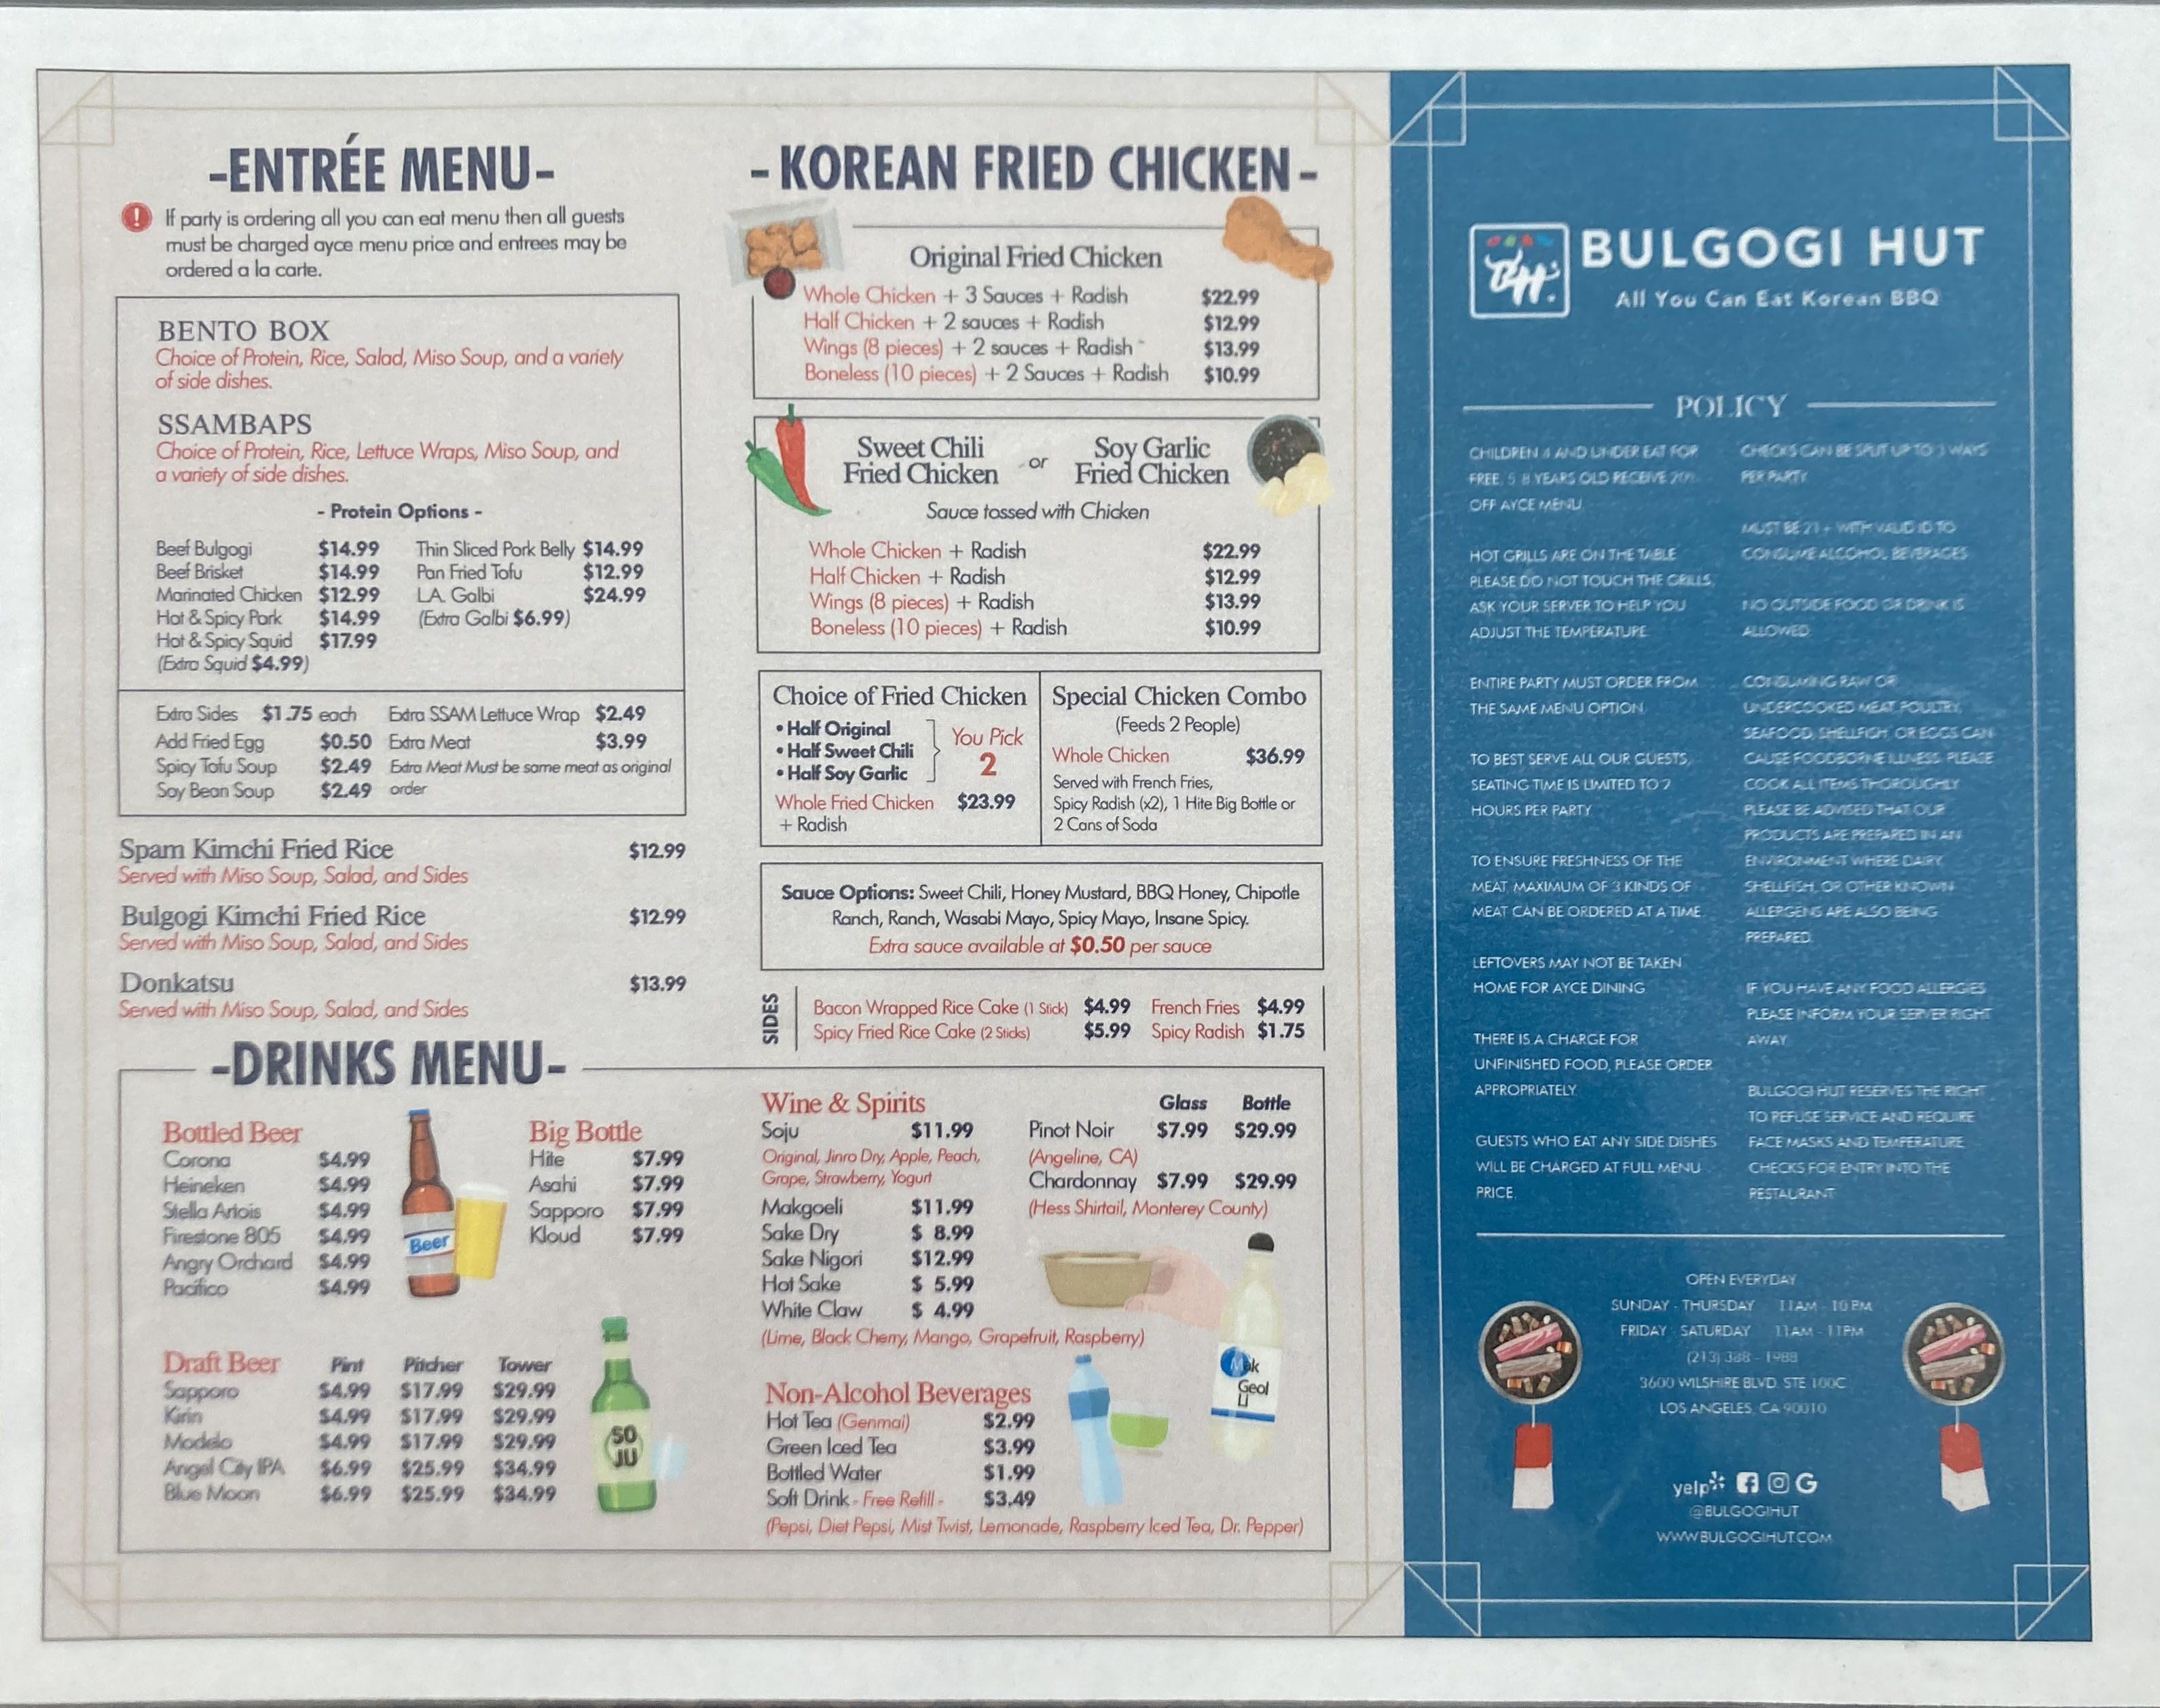 -ENTRÉE MENU-
If party is ordering all you can eat menu then all guests
must be charged ayce menu price and entrees may be
ordered a la carte.
BENTO BOX
Choice of Protein, Rice, Salad, Miso Soup, and a variety
of side dishes.
SSAMBAPS
Choice of Protein, Rice, Lettuce Wraps, Miso Soup, and
a variety of side dishes.
- Protein Options -
Beef Bulgogi $14.99 Thin Sliced Pork Belly $14.99
Beef Brisket $14.99 Pan Fried Tofu $12.99
Marinated Chicken $12.99 L.A. Galbi $24.99
Hot & Spicy Pork $14.99 (Extra Galbi $6.99)
Hot & Spicy Squid $17.99
(Extra Squid $4.99)
Extra Sides $1.75 each Extra SSAM Lettuce Wrap $2.49
Add Fried Egg $0.50 Extra Meat $3.99
Spicy Tofu Soup $2.49 Extra Meat Must be same meat as original
Soy Bean Soup $2.49 order
Spam Kimchi Fried Rice $12.99
Served with Miso Soup, Salad, and Sides
Bulgogi Kimchi Fried Rice $12.99
Served with Miso Soup, Salad, and Sides
Donkatsu $13.99
Served with Miso Soup, Salad, and Sides
- KOREAN FRIED CHICKEN -
Original Fried Chicken
Whole Chicken + 3 Sauces + Radish $22.99
Half Chicken + 2 sauces + Radish $12.99
Wings (8 pieces) + 2 sauces + Radish $13.99
Boneless (10 pieces) + 2 Sauces + Radish $10.99
Sweet Chili Soy Garlic
Fried Chicken or Fried Chicken
Sauce tossed with Chicken
Whole Chicken + Radish $22.99
Half Chicken + Radish $12.99
Wings (8 pieces) + Radish $13.99
Boneless (10 pieces) + Radish $10.99
Choice of Fried Chicken
• Half Original
• Half Sweet Chili
• Half Soy Garlic
You Pick
2
Whole Fried Chicken $23.99
+ Radish
Special Chicken Combo
(Feeds 2 People)
Whole Chicken $36.99
Served with French Fries,
Spicy Radish (x2), 1 Hite Big Bottle or
2 Cans of Soda
Sauce Options: Sweet Chili, Honey Mustard, BBQ Honey, Chipotle
Ranch, Ranch, Wasabi Mayo, Spicy Mayo, Insane Spicy.
Extra sauce available at $0.50 per sauce
SIDES
Bacon Wrapped Rice Cake (1 Stick) $4.99 French Fries $4.99
Spicy Fried Rice Cake (2 Sticks) $5.99 Spicy Radish $1.75
-DRINKS MENU-
Bottled Beer
Corona $4.99
Heineken $4.99
Stella Artois $4.99
Firestone 805 $4.99
Angry Orchard $4.99
Pacifico $4.99
Beer
Big Bottle
Hite $7.99
Asahi $7.99
Sapporo $7.99
Kloud $7.99
Draft Beer Pint Pitcher Tower
Sapporo $4.99 $17.99 $29.99
Kirin $4.99 $17.99 $29.99
Modelo $4.99 $17.99 $29.99
Angel City IPA $6.99 $25.99 $34.99
Blue Moon $6.99 $25.99 $34.99
SO
JU
Wine & Spirits
Soju $11.99
Original, Jinro Dry, Apple, Peach,
Grape, Strawberry, Yogurt
Makgoeli $11.99
Sake Dry $ 8.99
Sake Nigori $12.99
Hot Sake $ 5.99
White Claw $ 4.99
(Lime, Black Cherry, Mango, Grapefruit, Raspberry)
Glass Bottle
Pinot Noir $7.99 $29.99
(Angeline, CA)
Chardonnay $7.99 $29.99
(Hess Shirtail, Monterey County)
Mak
Geol
Li
Non-Alcohol Beverages
Hot Tea (Genmai) $2.99
Green Iced Tea $3.99
Bottled Water $1.99
Soft Drink - Free Refill - $3.49
(Pepsi, Diet Pepsi, Mist Twist, Lemonade, Raspberry Iced Tea, Dr. Pepper)
BH.
BULGOGI HUT
All You Can Eat Korean BBQ
POLICY
CHILDREN 4 AND UNDER EAT FOR
FREE, 5-8 YEARS OLD RECEIVE
OFF AYCE MENU
HOT GRILLS ARE ON THE TABLE
PLEASE DO NOT TOUCH THE GRILLS,
ASK YOUR SERVER TO HELP YOU
ADJUST THE TEMPERATURE
ENTIRE PARTY MUST ORDER FROM
THE SAME MENU OPTION
TO BEST SERVE ALL OUR GUESTS,
SEATING TIME IS LIMITED TO 2
HOURS PER PARTY
TO ENSURE FRESHNESS OF THE
MEAT, MAXIMUM OF 3 KINDS OF
MEAT CAN BE ORDERED AT A TIME
LEFTOVERS MAY NOT BE TAKEN
HOME FOR AYCE DINING
THERE IS A CHARGE FOR
UNFINISHED FOOD, PLEASE ORDER
APPROPRIATELY
GUESTS WHO EAT ANY SIDE DISHES
WILL BE CHARGED AT FULL MENU
PRICE.
CHECKS CAN BE SPLIT UP TO 3 WAYS
PER PARTY
MUST BE 21+ WITH VALID ID TO
CONSUME ALCOHOL BEVERAGES
NO OUTSIDE FOOD OR DRINK IS
ALLOWED
CONSUMING RAW OR
UNDERCOOKED MEAT, POULTRY,
SEAFOOD, SHELLFISH, OR EGGS CAN
CAUSE FOODBORNE ILLNESS. PLEASE
COOK ALL ITEMS THOROUGHLY
PLEASE BE ADVISED THAT OUR
PRODUCTS ARE PREPARED IN AN
ENVIRONMENT WHERE DAIRY,
SHELLFISH, OR OTHER KNOWN
ALLERGENS ARE ALSO BEING
PREPARED.
IF YOU HAVE ANY FOOD ALLERGIES
PLEASE INFORM YOUR SERVER RIGHT
AWAY
BULGOGI HUT RESERVES THE RIGHT
TO REFUSE SERVICE AND REQUIRE
FACE MASKS AND TEMPERATURE
CHECKS FOR ENTRY INTO THE
RESTAURANT
OPEN EVERYDAY
SUNDAY - THURSDAY 11AM - 10PM
FRIDAY - SATURDAY 11AM - 11PM
(213) 388 - 1988
3600 WILSHIRE BLVD. STE 100C
LOS ANGELES, CA 90010
yelp G
@BULGOGIHUT
WWW.BULGOGIHUT.COM